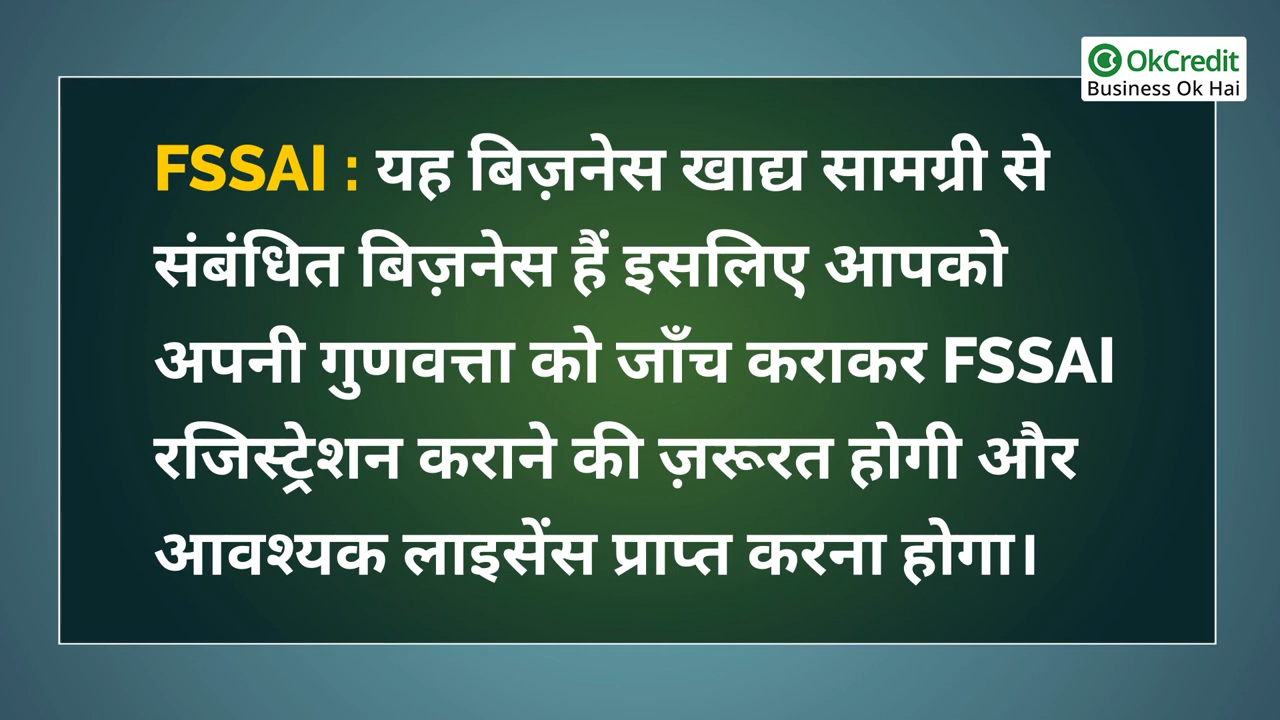 OkCredit
Business Ok Hai
FSSAI : यह बिज़नेस खाद्य सामग्री से
संबंधित बिज़नेस हैं इसलिए आपको
अपनी गुणवत्ता को जाँच कराकर FSSAI
रजिस्ट्रेशन कराने की ज़रूरत होगी और
आवश्यक लाइसेंस प्राप्त करना होगा।